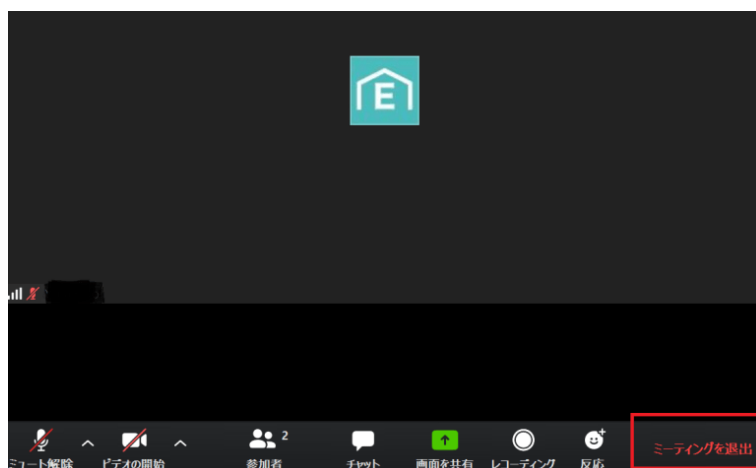 E
2
ミュート解除
ビデオの開始
参加者
チャット
画面を共有
レコーディング
反応
ミーティングを退出